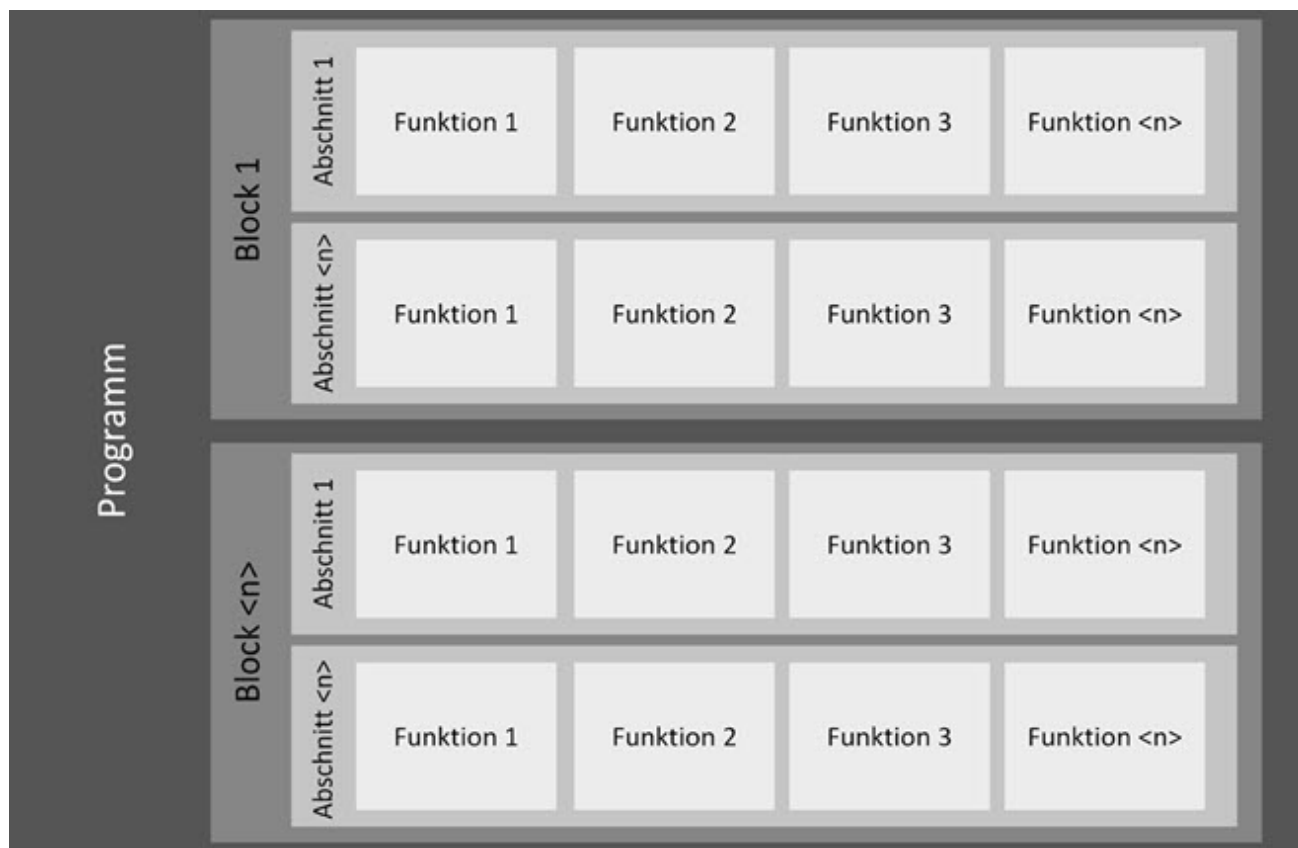 Programm
Block 1
Abschnitt 1
Funktion 1
Funktion 2
Funktion 3
Funktion <n>
Abschnitt <n>
Funktion 1
Funktion 2
Funktion 3
Funktion <n>
Block <n>
Abschnitt 1
Funktion 1
Funktion 2
Funktion 3
Funktion <n>
Abschnitt <n>
Funktion 1
Funktion 2
Funktion 3
Funktion <n>